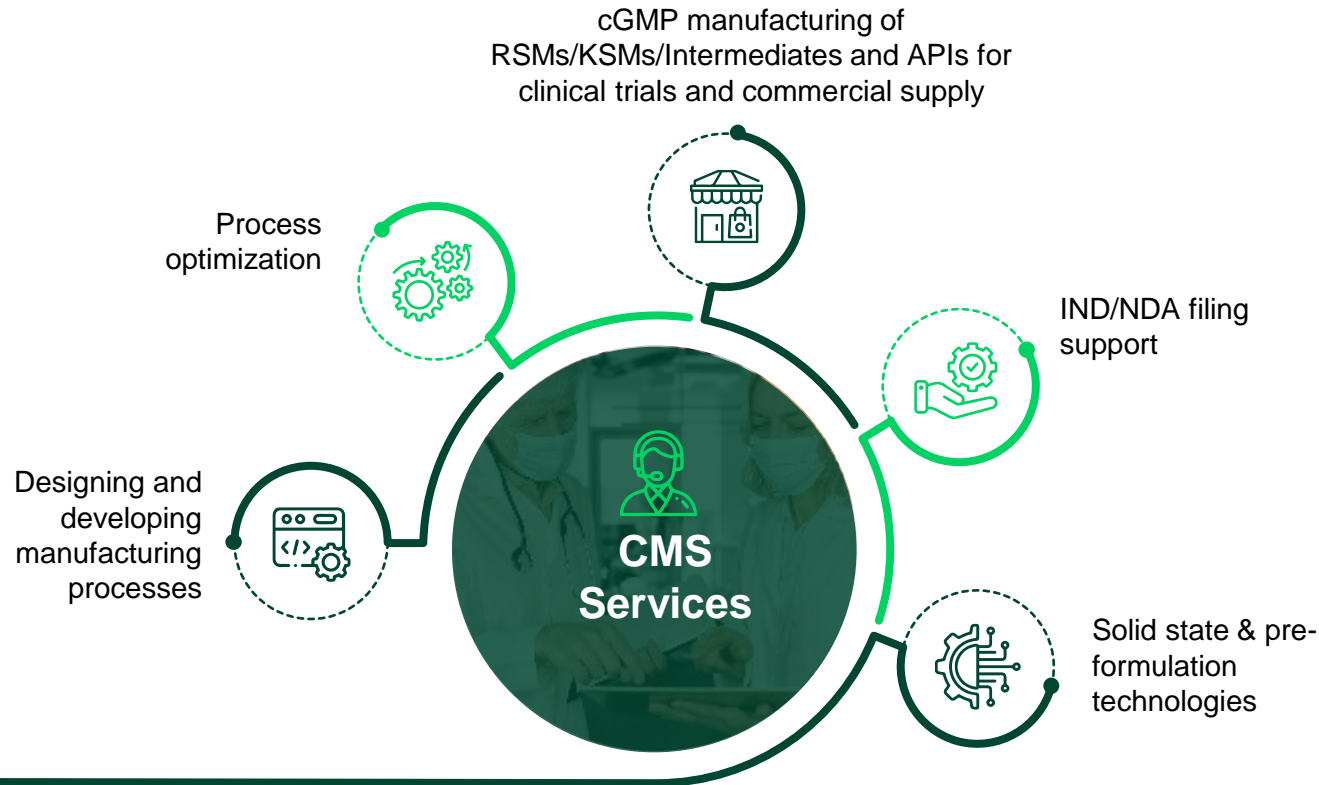 cGMP manufacturing of
RSMs/KSMs/Intermediates and APIs for
clinical trials and commercial supply
Process
optimization
IND/NDA filing
support
Designing and
developing
manufacturing
processes
CMS
Services
Solid state & pre-
formulation
technologies